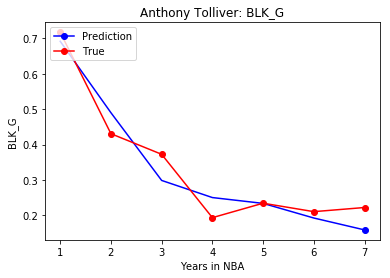 Anthony Tolliver: BLK_G
Prediction
True
BLK_G
0.7
0.6
0.5
0.4
0.3
0.2
1 2 3 4 5 6 7
Years in NBA